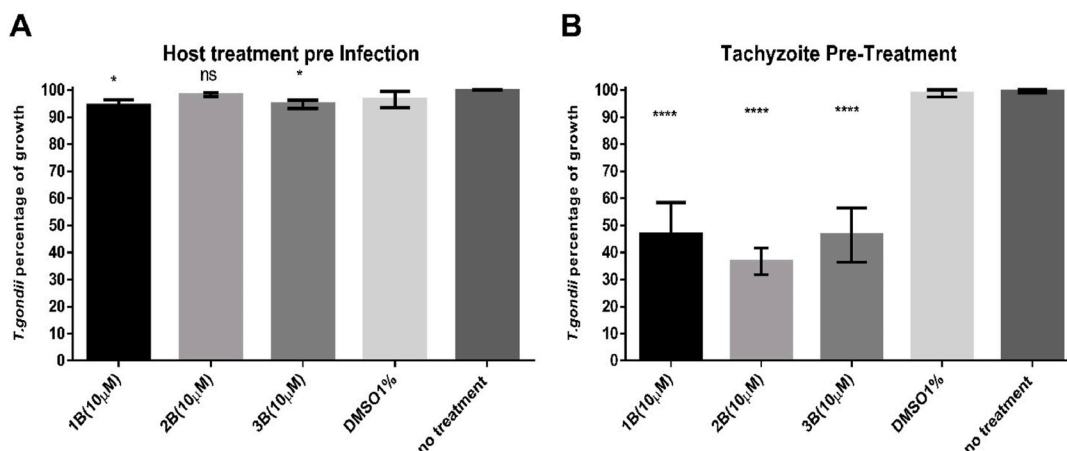 A
Host treatment pre Infection
* ns *
T.gondii percentage of growth
100
90
80
70
60
50
40
30
20
10
0
1B(10μM)
2B(10μM)
3B(10μM)
DMSO1%
no treatment
B
Tachyzoite Pre-Treatment
**** **** ****
T.gondii percentage of growth
100
90
80
70
60
50
40
30
20
10
0
1B(10μM)
2B(10μM)
3B(10μM)
DMSO1%
no treatment